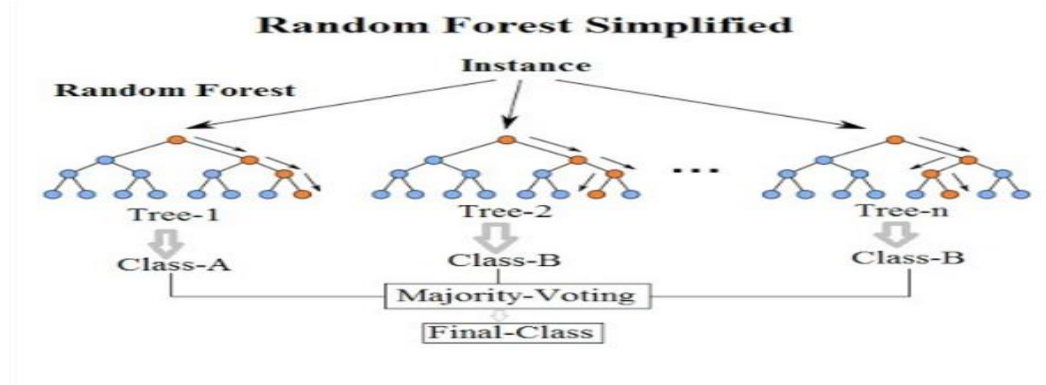 Random Forest Simplified
Instance
Random Forest
...
Tree-1 Tree-2 Tree-n
Class-A Class-B Class-B
Majority-Voting
Final-Class